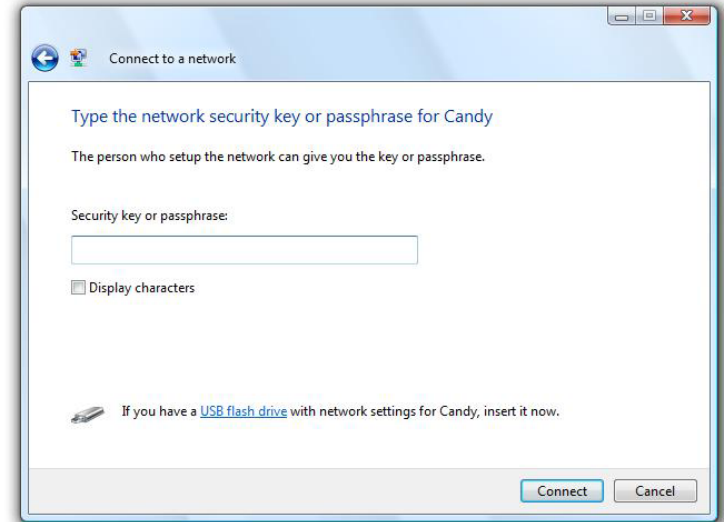 Connect to a network
Type the network security key or passphrase for Candy
The person who setup the network can give you the key or passphrase.
Security key or passphrase:
Display characters
If you have a USB flash drive with network settings for Candy, insert it now.
Connect Cancel